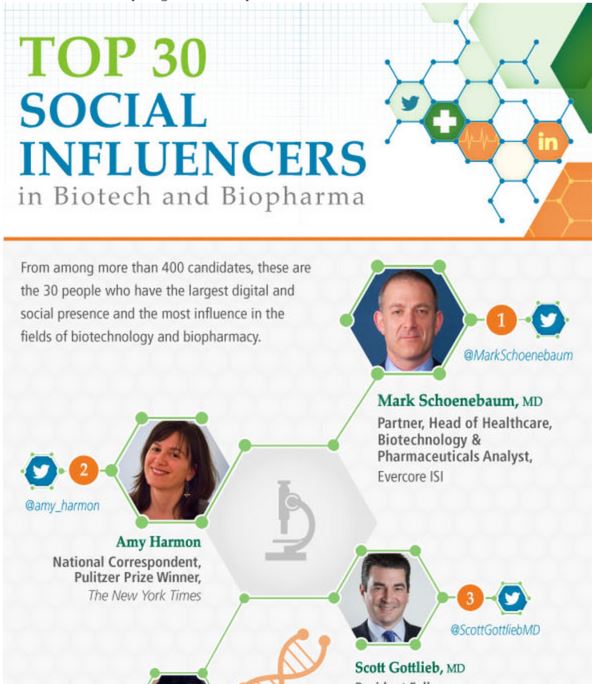 TOP 30
SOCIAL
INFLUENCERS
in Biotech and Biopharma
in
From among more than 400 candidates, these are
the 30 people who have the largest digital and
social presence and the most influence in the
fields of biotechnology and biopharmacy.
1
@MarkSchoenebaum
Mark Schoenebaum, MD
Partner, Head of Healthcare,
Biotechnology &
Pharmaceuticals Analyst,
Evercore ISI
2
@amy_harmon
Amy Harmon
National Correspondent,
Pulitzer Prize Winner,
The New York Times
3
@ScottGottliebMD
Scott Gottlieb, MD